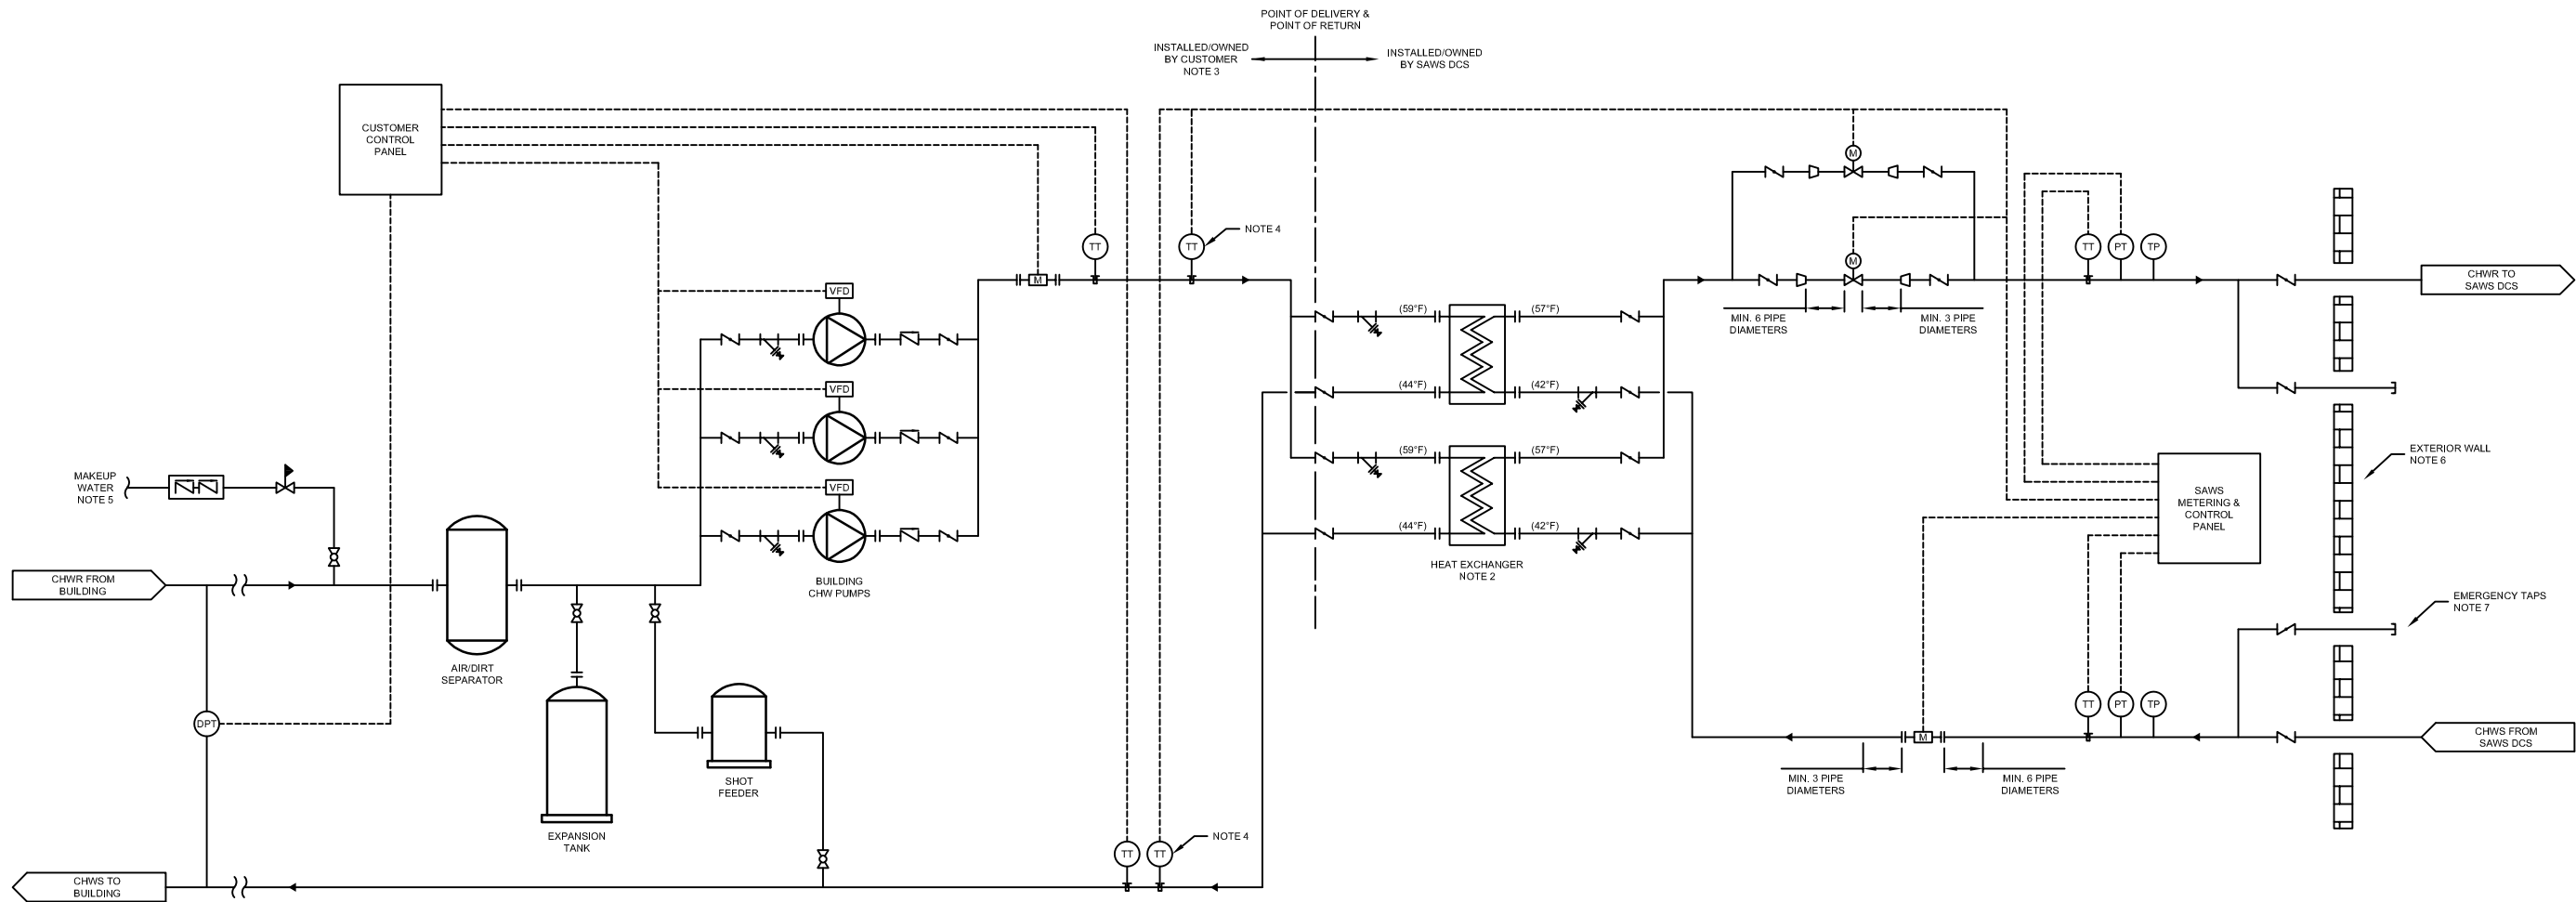 POINT OF DELIVERY &
POINT OF RETURN
INSTALLED/OWNED
BY CUSTOMER
NOTE 3
INSTALLED/OWNED
BY SAWS DCS
CUSTOMER
CONTROL
PANEL
M
M
TT
TT
NOTE 4
TT
PT
TP
M
CHWR TO
SAWS DCS
MIN. 6 PIPE
DIAMETERS
MIN. 3 PIPE
DIAMETERS
VFD
VFD
VFD
BUILDING
CHW PUMPS
(59°F)
(57°F)
(44°F)
(42°F)
(59°F)
(57°F)
(44°F)
(42°F)
HEAT EXCHANGER
NOTE 2
MAKEUP
WATER
NOTE 5
EXTERIOR WALL
NOTE 6
SAWS
METERING &
CONTROL
PANEL
CHWR FROM
BUILDING
AIR/DIRT
SEPARATOR
EMERGENCY TAPS
NOTE 7
DPT
SHOT
FEEDER
EXPANSION
TANK
TT
PT
TP
M
CHWS FROM
SAWS DCS
MIN. 3 PIPE
DIAMETERS
MIN. 6 PIPE
DIAMETERS
TT
TT
NOTE 4
CHWS TO
BUILDING